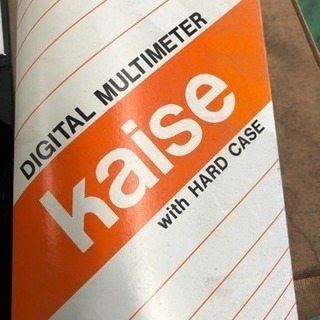 DIGITAL MULTIMETER
kaise
with HARD CASE